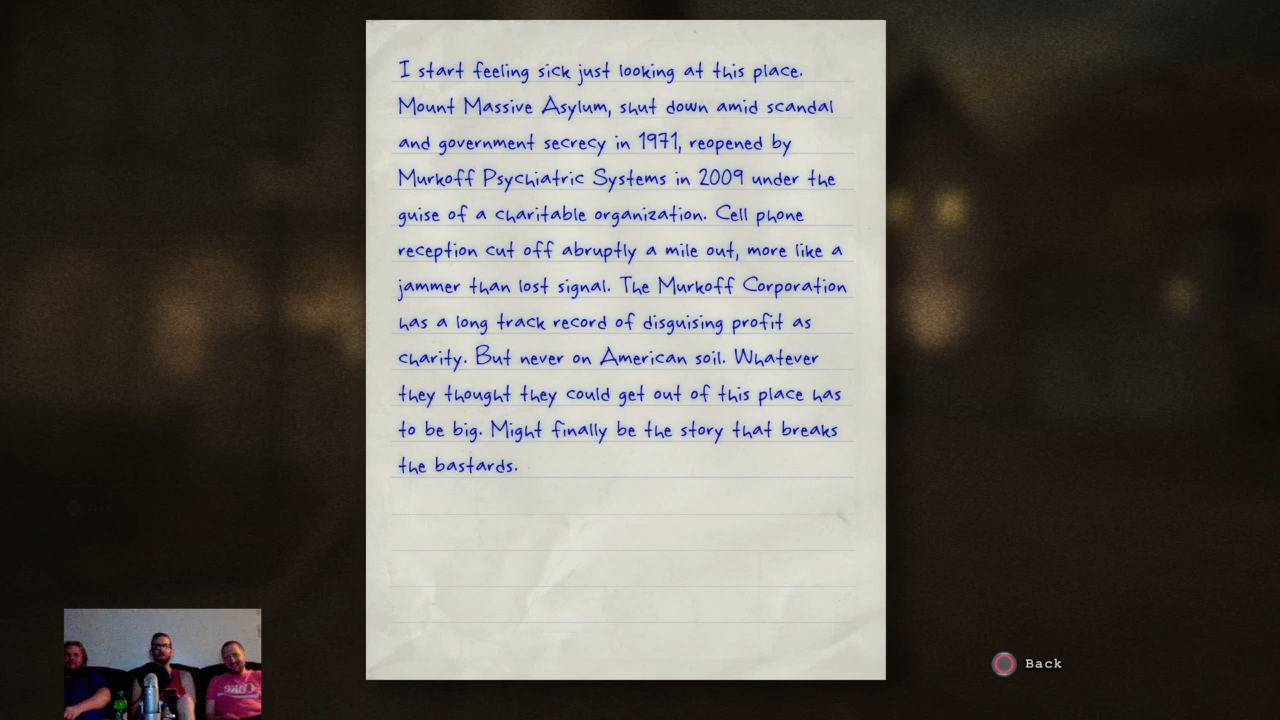 I start feeling sick just looking at this place.
Mount Massive Asylum, shut down amid scandal
and government secrecy in 1971, reopened by
Murkoff Psychiatric Systems in 2009 under the
guise of a charitable organization. Cell phone
reception cut off abruptly a mile out, more like a
jammer than lost signal. The Murkoff Corporation
has a long track record of disguising profit as
charity. But never on American soil. Whatever
they thought they could get out of this place has
to be big. Might finally be the story that breaks
the bastards.
Back